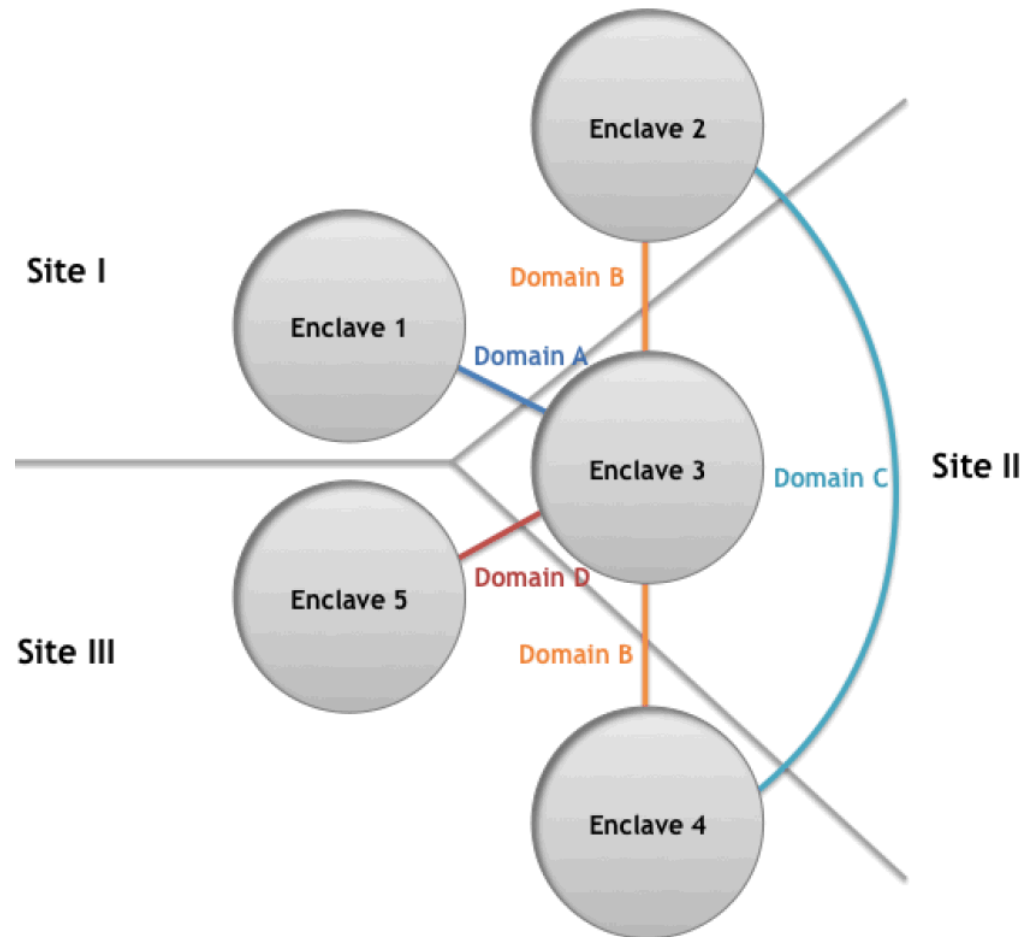 Enclave 2
Site I
Domain B
Enclave 1
Domain A
Enclave 3
Site II
Domain C
Domain D
Enclave 5
Site III
Domain B
Enclave 4